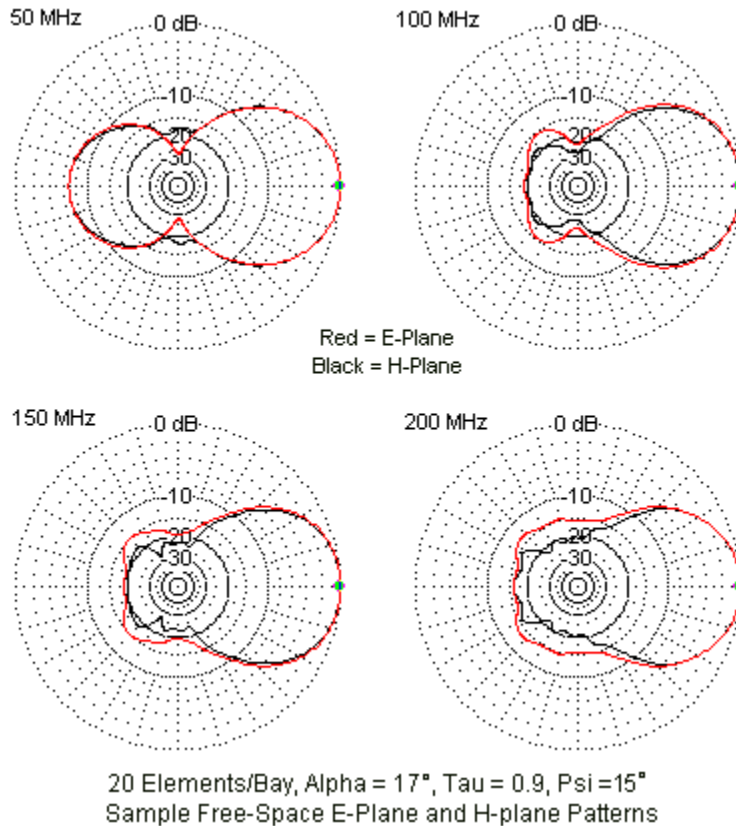 50 MHz
0 dB
-10
-20
-30
100 MHz
0 dB
-10
-20
-30
Red = E-Plane
Black = H-Plane
150 MHz
0 dB
-10
-20
-30
200 MHz
0 dB
-10
-20
-30
20 Elements/Bay, Alpha = 17°, Tau = 0.9, Psi =15°
Sample Free-Space E-Plane and H-plane Patterns